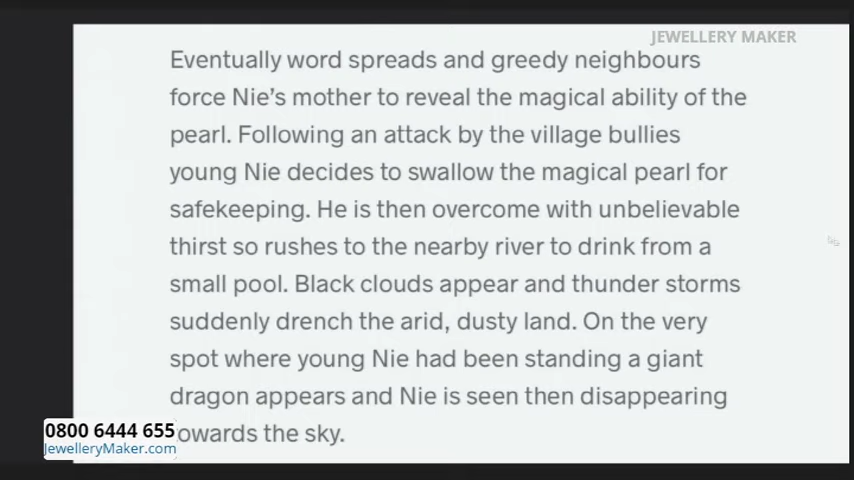 JEWELLERY MAKER
Eventually word spreads and greedy neighbours
force Nie's mother to reveal the magical ability of the
pearl. Following an attack by the village bullies
young Nie decides to swallow the magical pearl for
safekeeping. He is then overcome with unbelievable
thirst so rushes to the nearby river to drink from a
small pool. Black clouds appear and thunder storms
suddenly drench the arid, dusty land. On the very
spot where young Nie had been standing a giant
dragon appears and Nie is seen then disappearing
towards the sky.
0800 6444 655
JewelleryMaker.com